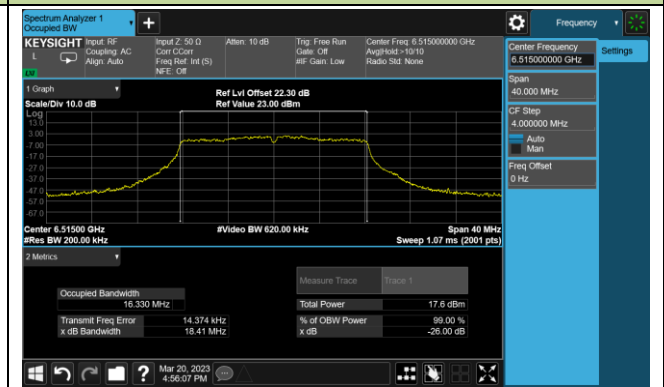 Spectrum Analyzer 1
Occupied BW
Frequency
KEYSIGHT
L
Input: RF
Coupling: AC
Align: Auto
Input Z: 50 Ω
Corr CCorr
Freq Ref: Int (S)
NFE: Off
Atten: 10 dB
Trig: Free Run
Gate: Off
#IF Gain: Low
Center Freq: 6.515000000 GHz
Avg|Hold:>10/10
Radio Std: None
Center Frequency
6.515000000 GHz
Settings
Span
40.000 MHz
CF Step
4.000000 MHz
Auto
Man
Freq Offset
0 Hz
1 Graph
Scale/Div 10.0 dB
Ref Lvl Offset 22.30 dB
Ref Value 23.00 dBm
Log
13.0
3.00
-7.00
-17.0
-27.0
-37.0
-47.0
-57.0
-67.0
Center 6.51500 GHz
#Res BW 200.00 kHz
#Video BW 620.00 kHz
Span 40 MHz
Sweep 1.07 ms (2001 pts)
2 Metrics
Measure Trace
Trace 1
Occupied Bandwidth
16.330 MHz
Total Power
17.6 dBm
Transmit Freq Error
14.374 kHz
% of OBW Power
99.00 %
x dB Bandwidth
18.41 MHz
x dB
-26.00 dB
Mar 20, 2023
4:56:07 PM